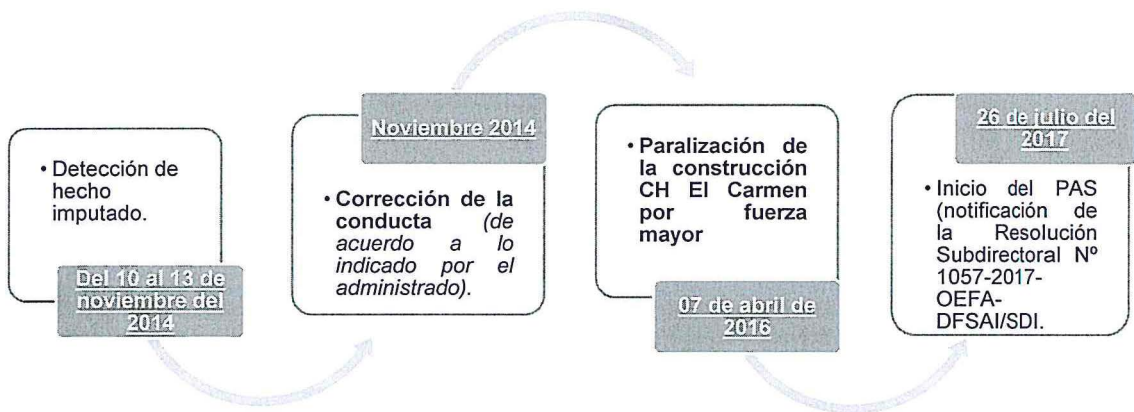 • Detección de
hecho
imputado.
Del 10 al 13 de
noviembre del
2014
Noviembre 2014
• Corrección de la
conducta (de
acuerdo a lo
indicado por el
administrado).
• Paralización de
la construcción
CH El Carmen
por fuerza
mayor
07 de abril de
2016
26 de julio del
2017
• Inicio del PAS
(notificación de
la Resolución
Subdirectoral Nº
1057-2017-
OEFA-
DFSAI/SDI.